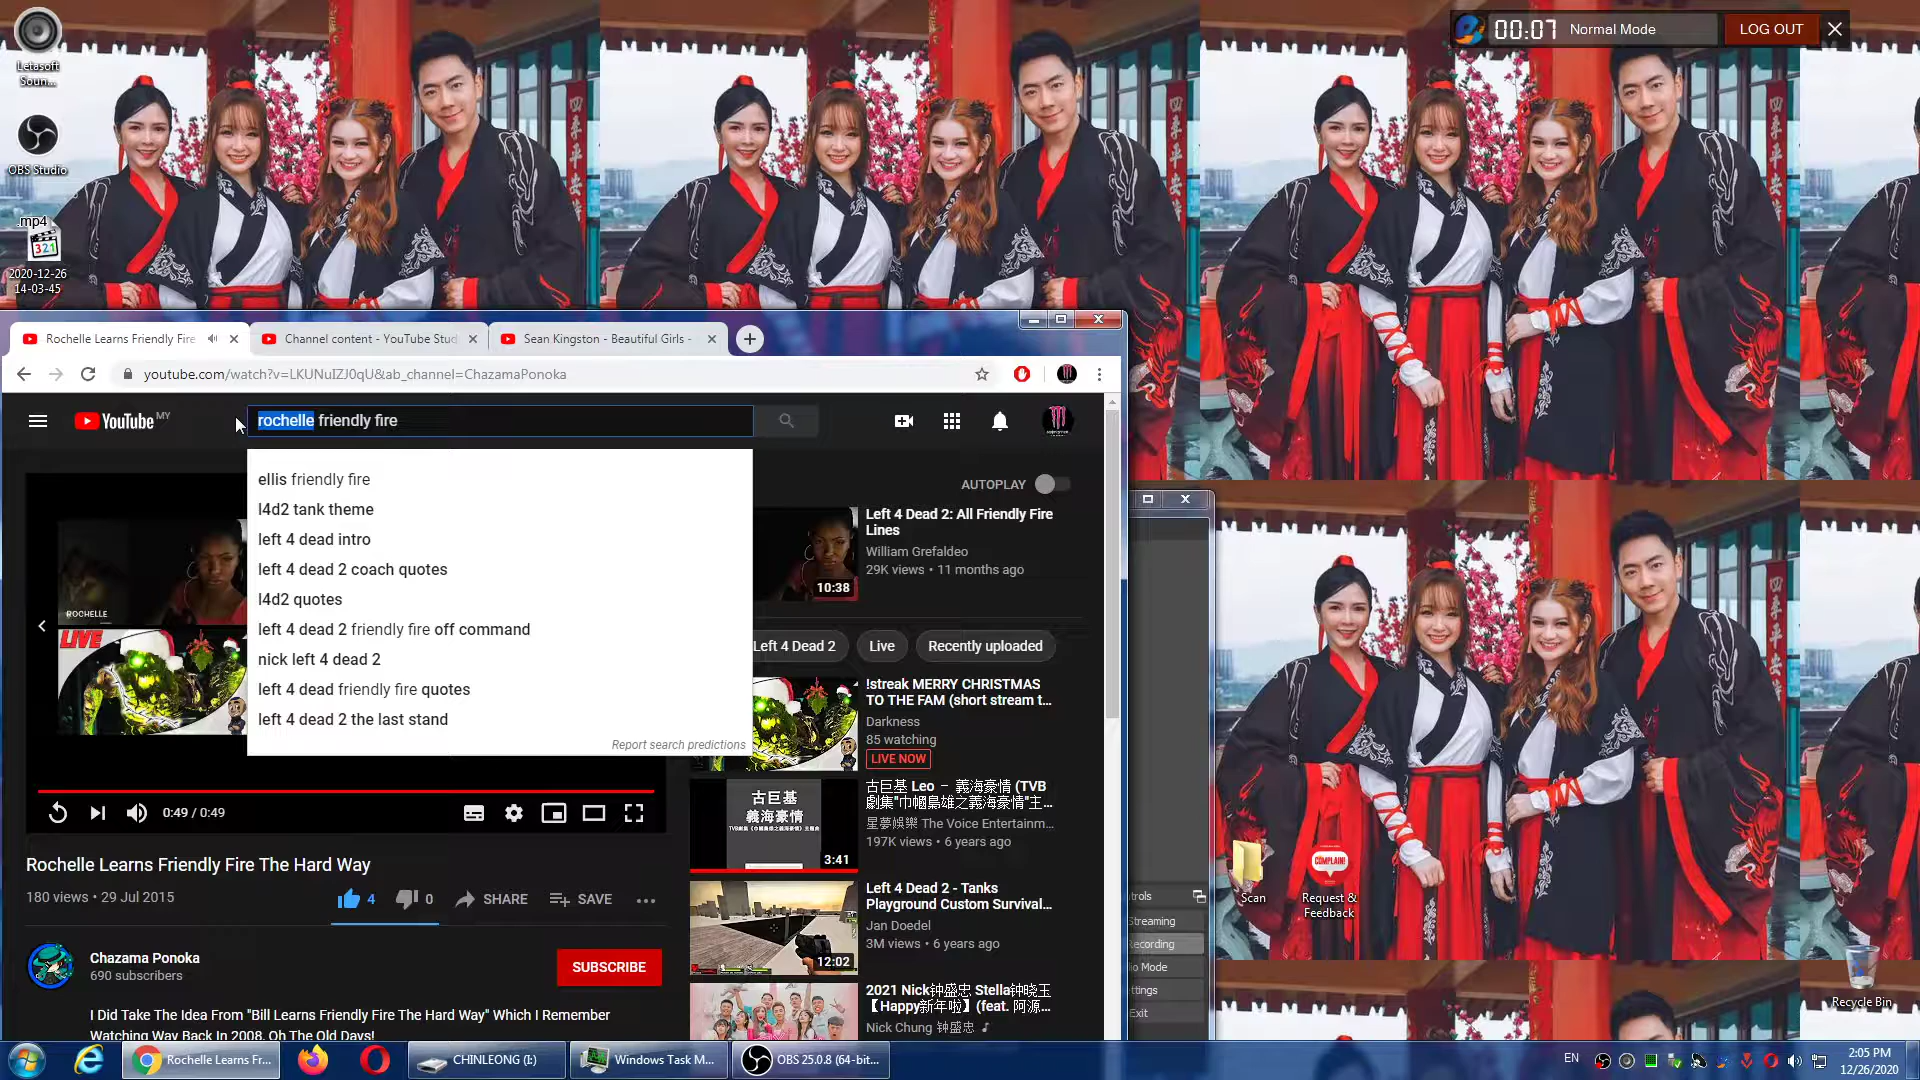 Letasoft
Soun...
OBS Studio
.mp4
321
2020-12-26
14-03-45
00:07
Normal Mode
LOG OUT
四季平安
四季平安
四季平安
Rochelle Learns Friendly Fire
Channel content - YouTube Stud
Sean Kingston - Beautiful Girls -
youtube.com/watch?v=LKUNuIZJ0qU&ab_channel=ChazamaPonoka
YouTube MY
rochelle friendly fire
ellis friendly fire
l4d2 tank theme
left 4 dead intro
left 4 dead 2 coach quotes
l4d2 quotes
left 4 dead 2 friendly fire off command
nick left 4 dead 2
left 4 dead friendly fire quotes
left 4 dead 2 the last stand
Report search predictions
ROCHELLE
LIVE
0:49 / 0:49
Rochelle Learns Friendly Fire The Hard Way
180 views • 29 Jul 2015
4
0
SHARE
SAVE
Chazama Ponoka
690 subscribers
SUBSCRIBE
I Did Take The Idea From "Bill Learns Friendly Fire The Hard Way" Which I Remember
Watching Way Back In 2008. Oh The Old Days!
AUTOPLAY
10:38
Left 4 Dead 2: All Friendly Fire
Lines
William Grefaldeo
29K views • 11 months ago
Left 4 Dead 2
Live
Recently uploaded
!streak MERRY CHRISTMAS
TO THE FAM (short stream t...
Darkness
85 watching
LIVE NOW
古巨基
義海豪情
3:41
古巨基 Leo － 義海豪情 (TVB
劇集"巾幗梟雄之義海豪情"主...
星夢娛樂 The Voice Entertainm...
197K views • 6 years ago
12:02
Left 4 Dead 2 - Tanks
Playground Custom Survival...
Jan Doedel
3M views • 6 years ago
2021 Nick钟盛忠 Stella钟晓玉
【Happy新年啦】(feat. 阿源...
Nick Chung 钟盛忠
trols
Streaming
Recording
io Mode
ttings
Exit
Scan
COMPLAIN!
Request &
Feedback
Recycle Bin
Rochelle Learns Fr...
CHINLEONG (I:)
Windows Task M...
OBS 25.0.8 (64-bit...
EN
2:05 PM
12/26/2020